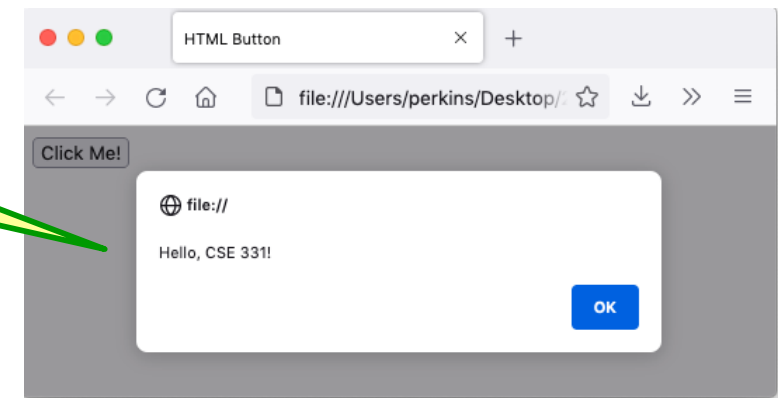 HTML Button
file:///Users/perkins/Desktop/
Click Me!
file://
Hello, CSE 331!
OK